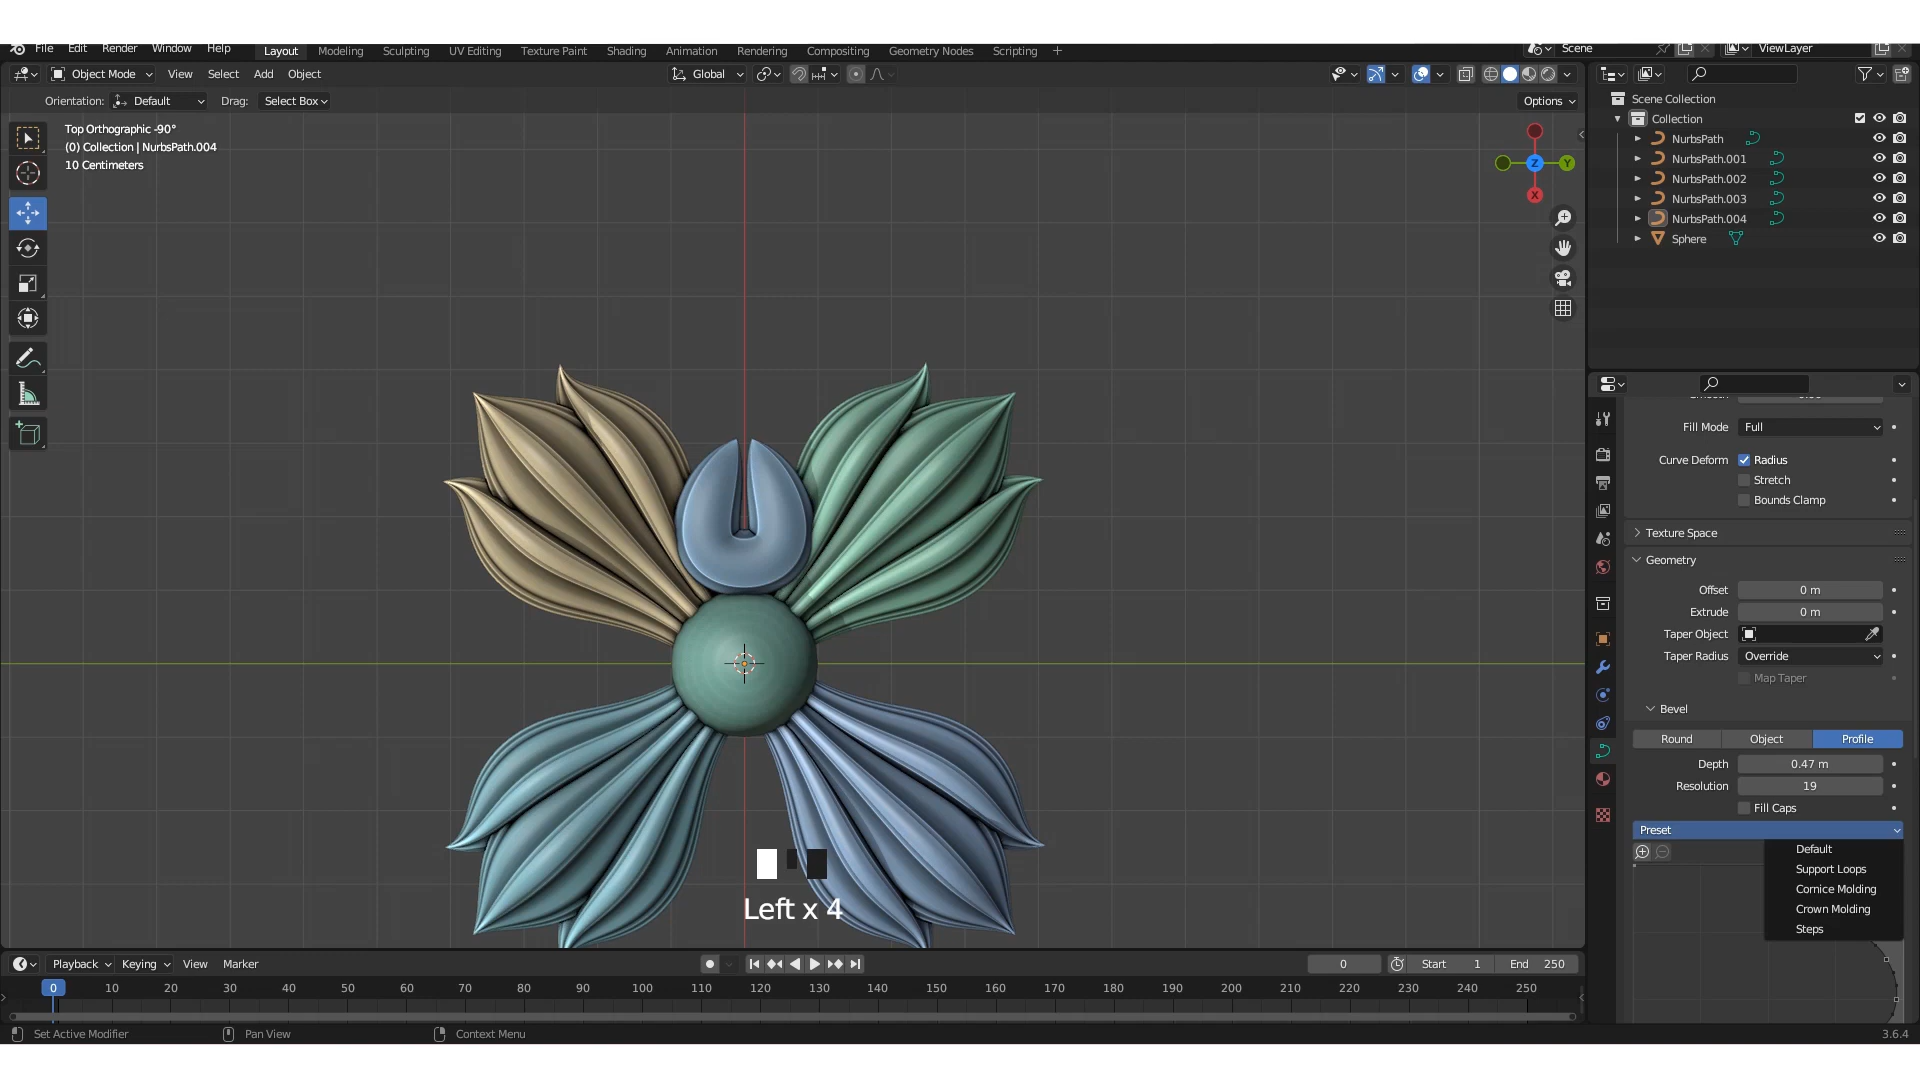 File Edit Render Window Help Layout Modeling Sculpting UV Editing Texture Paint Shading Animation Rendering Compositing Geometry Nodes Scripting + Scene ViewLayer
Object Mode View Select Add Object Global
Orientation: Default Drag: Select Box Options
Top Orthographic -90°
(0) Collection | NurbsPath.004
10 Centimeters
Z
Y
X
Scene Collection
Collection
NurbsPath
NurbsPath.001
NurbsPath.002
NurbsPath.003
NurbsPath.004
Sphere
Fill Mode Full
Curve Deform Radius
Stretch
Bounds Clamp
Texture Space
Geometry
Offset 0 m
Extrude 0 m
Taper Object
Taper Radius Override
Map Taper
Bevel
Round Object Profile
Depth 0.47 m
Resolution 19
Fill Caps
Preset
Default
Support Loops
Cornice Molding
Crown Molding
Steps
Left x 4
Playback Keying View Marker 0 Start 1 End 250
0 10 20 30 40 50 60 70 80 90 100 110 120 130 140 150 160 170 180 190 200 210 220 230 240 250
Set Active Modifier Pan View Context Menu 3.6.4